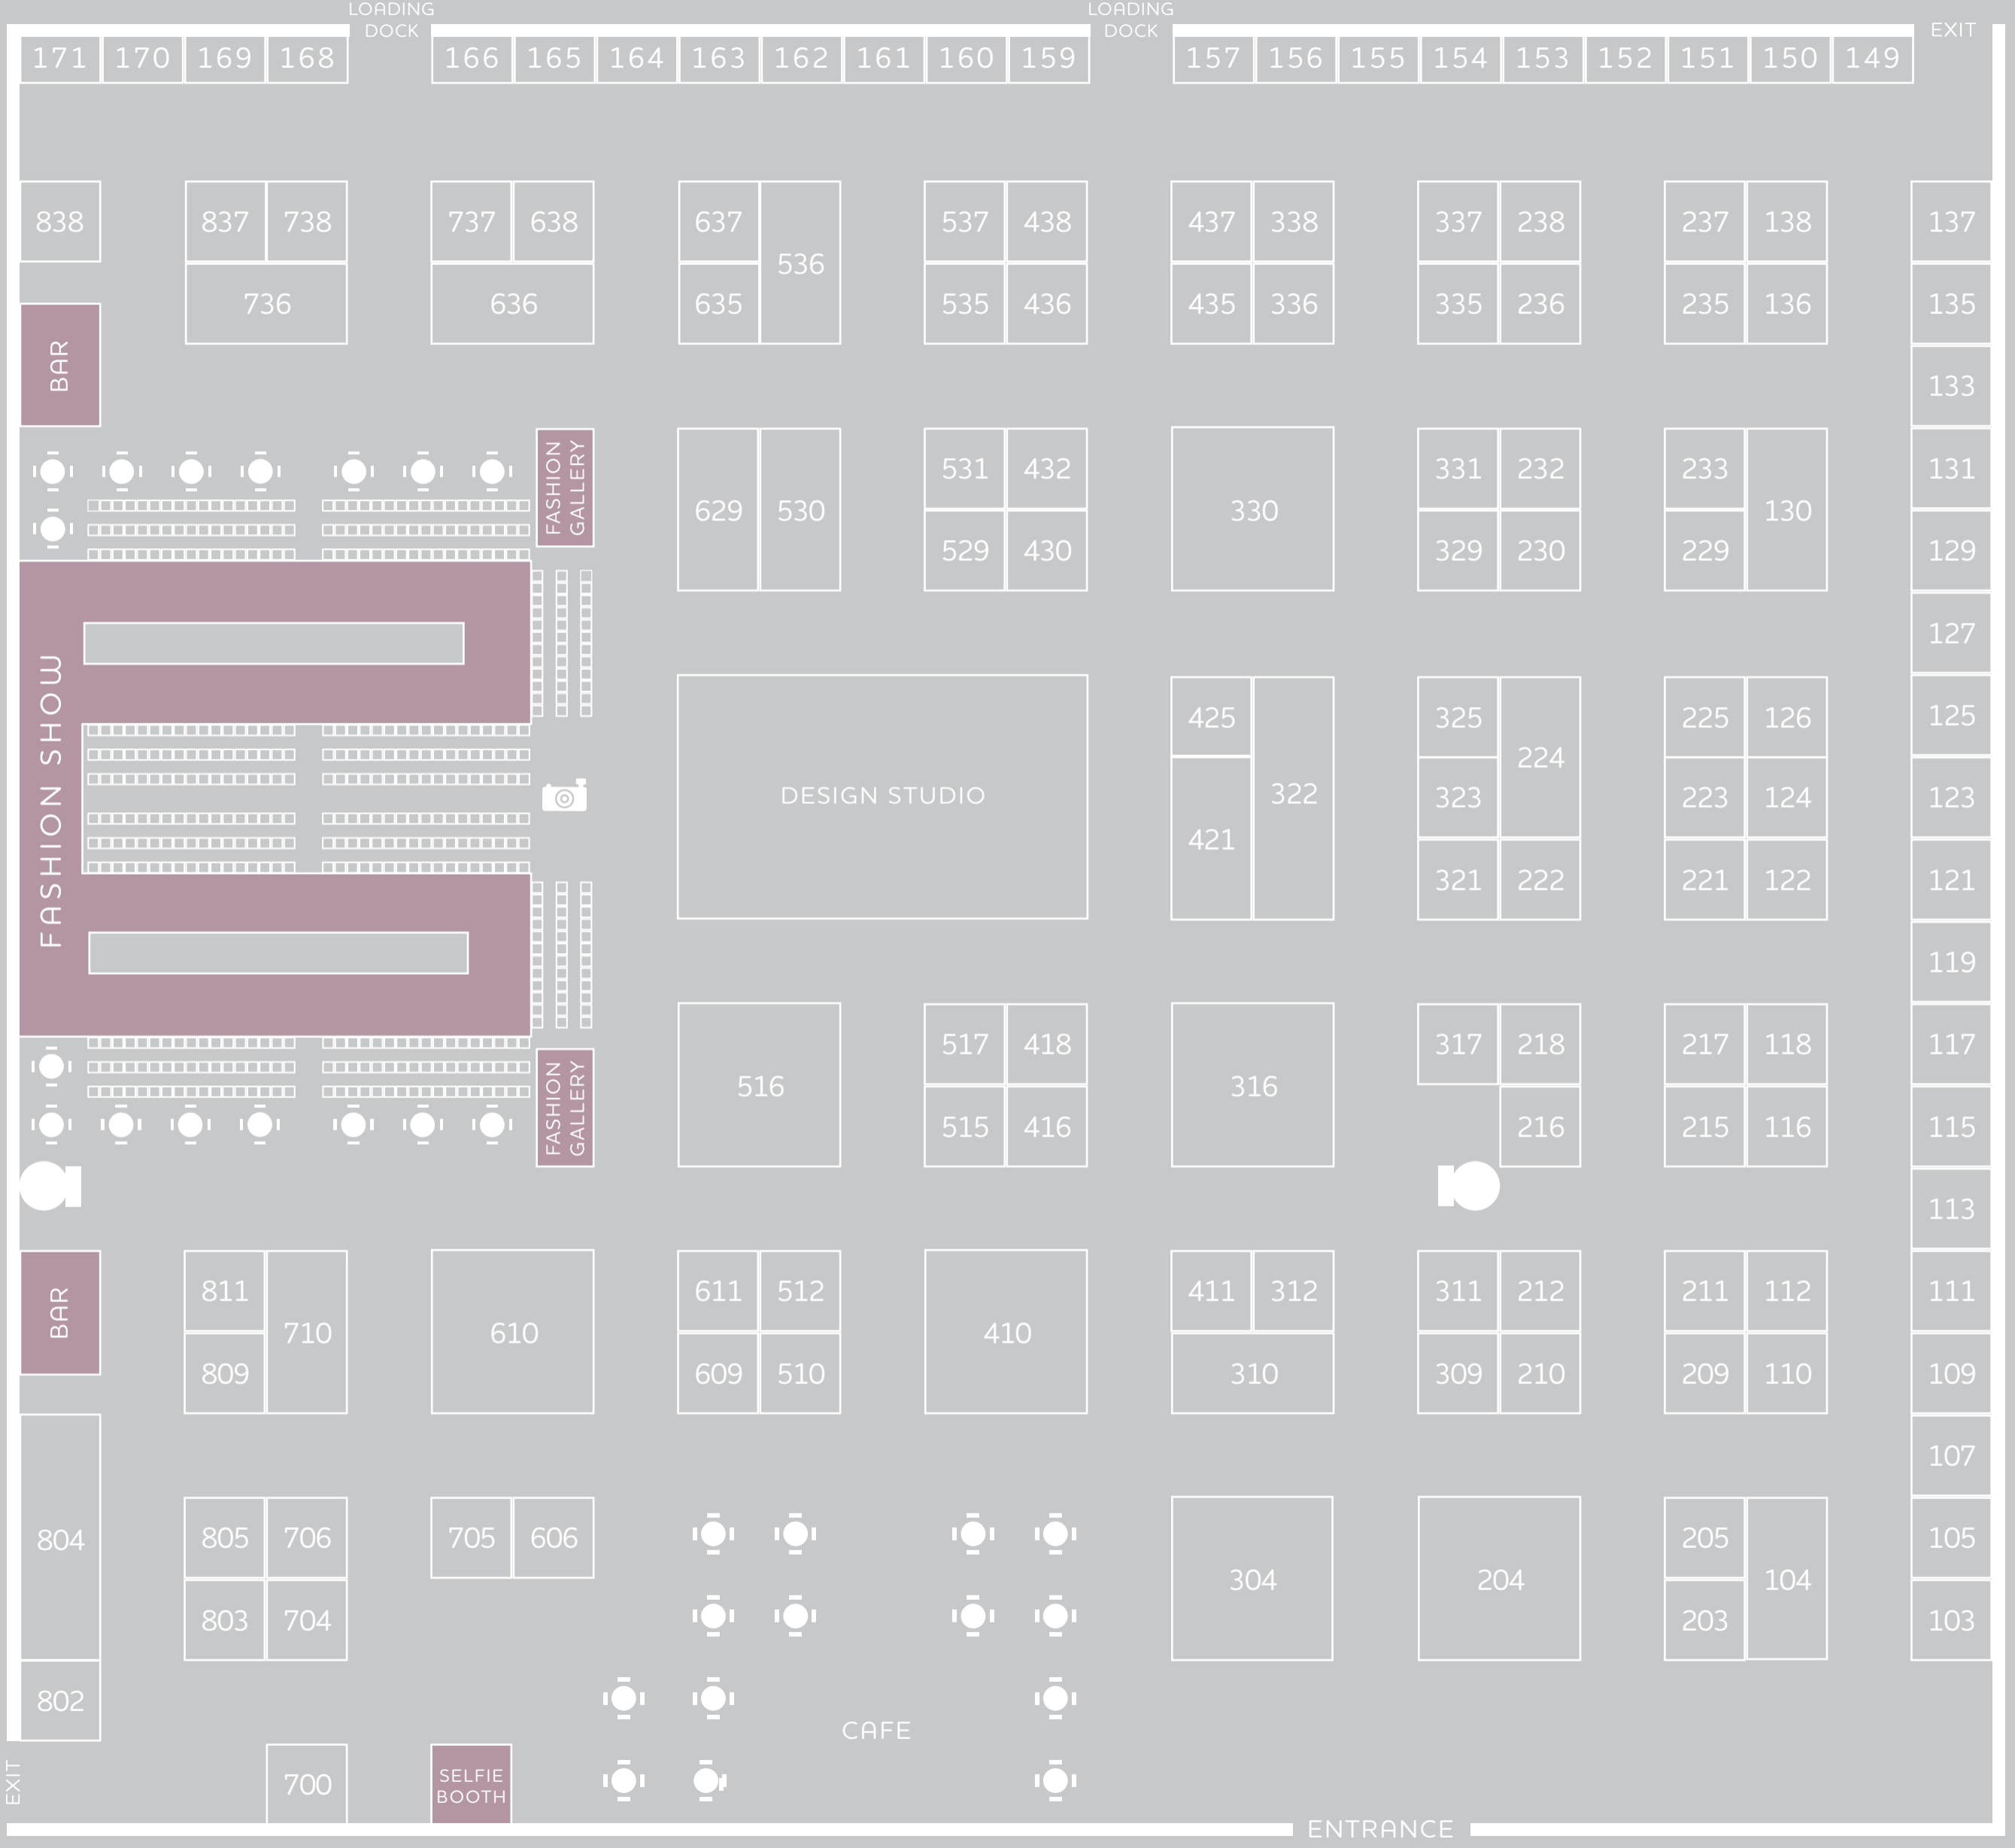 LOADING LOADING
DOCK DOCK EXIT
171 170 169 168 166 165 164 163 162 161 160 159 157 156 155 154 153 152 151 150 149
838 837 738 737 638 637 537 438 437 338 337 238 237 138 137
536
736 636 635 535 436 435 336 335 236 235 136 135
BAR
133
FASHION
GALLERY
531 432 331 232 233 131
629 530 330 130
529 430 329 230 229 129
127
FASHION SHOW
425 325 225 126 125
224
DESIGN STUDIO 322 323 223 124 123
421
321 222 221 122 121
119
517 418 317 218 217 118 117
FASHION
GALLERY
516 316
515 416 216 215 116 115
113
BAR
811 611 512 411 312 311 212 211 112 111
710 610 410
809 609 510 310 309 210 209 110 109
107
804 805 706 705 606 205 105
304 204 104
803 704 203 103
802
CAFE
EXIT
700
SELFIE
BOOTH
ENTRANCE